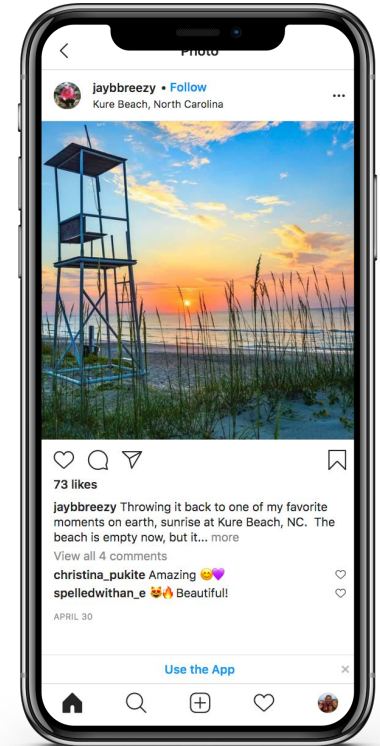 Photo
jaybbreezy • Follow
Kure Beach, North Carolina
73 likes
jaybbreezy Throwing it back to one of my favorite
moments on earth, sunrise at Kure Beach, NC. The
beach is empty now, but it... more
View all 4 comments
christina_pukite Amazing 😊💜
spelledwithan_e 😻🔥 Beautiful!
APRIL 30
Use the App